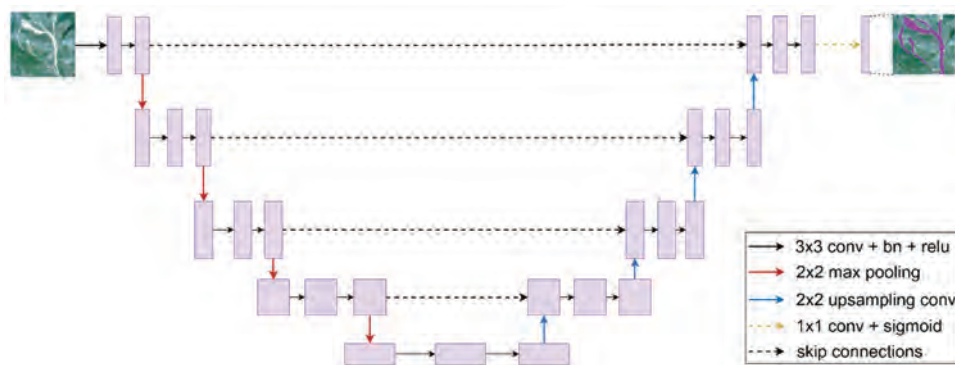 3x3 conv + bn + relu
2x2 max pooling
2x2 upsampling conv
1x1 conv + sigmoid
skip connections